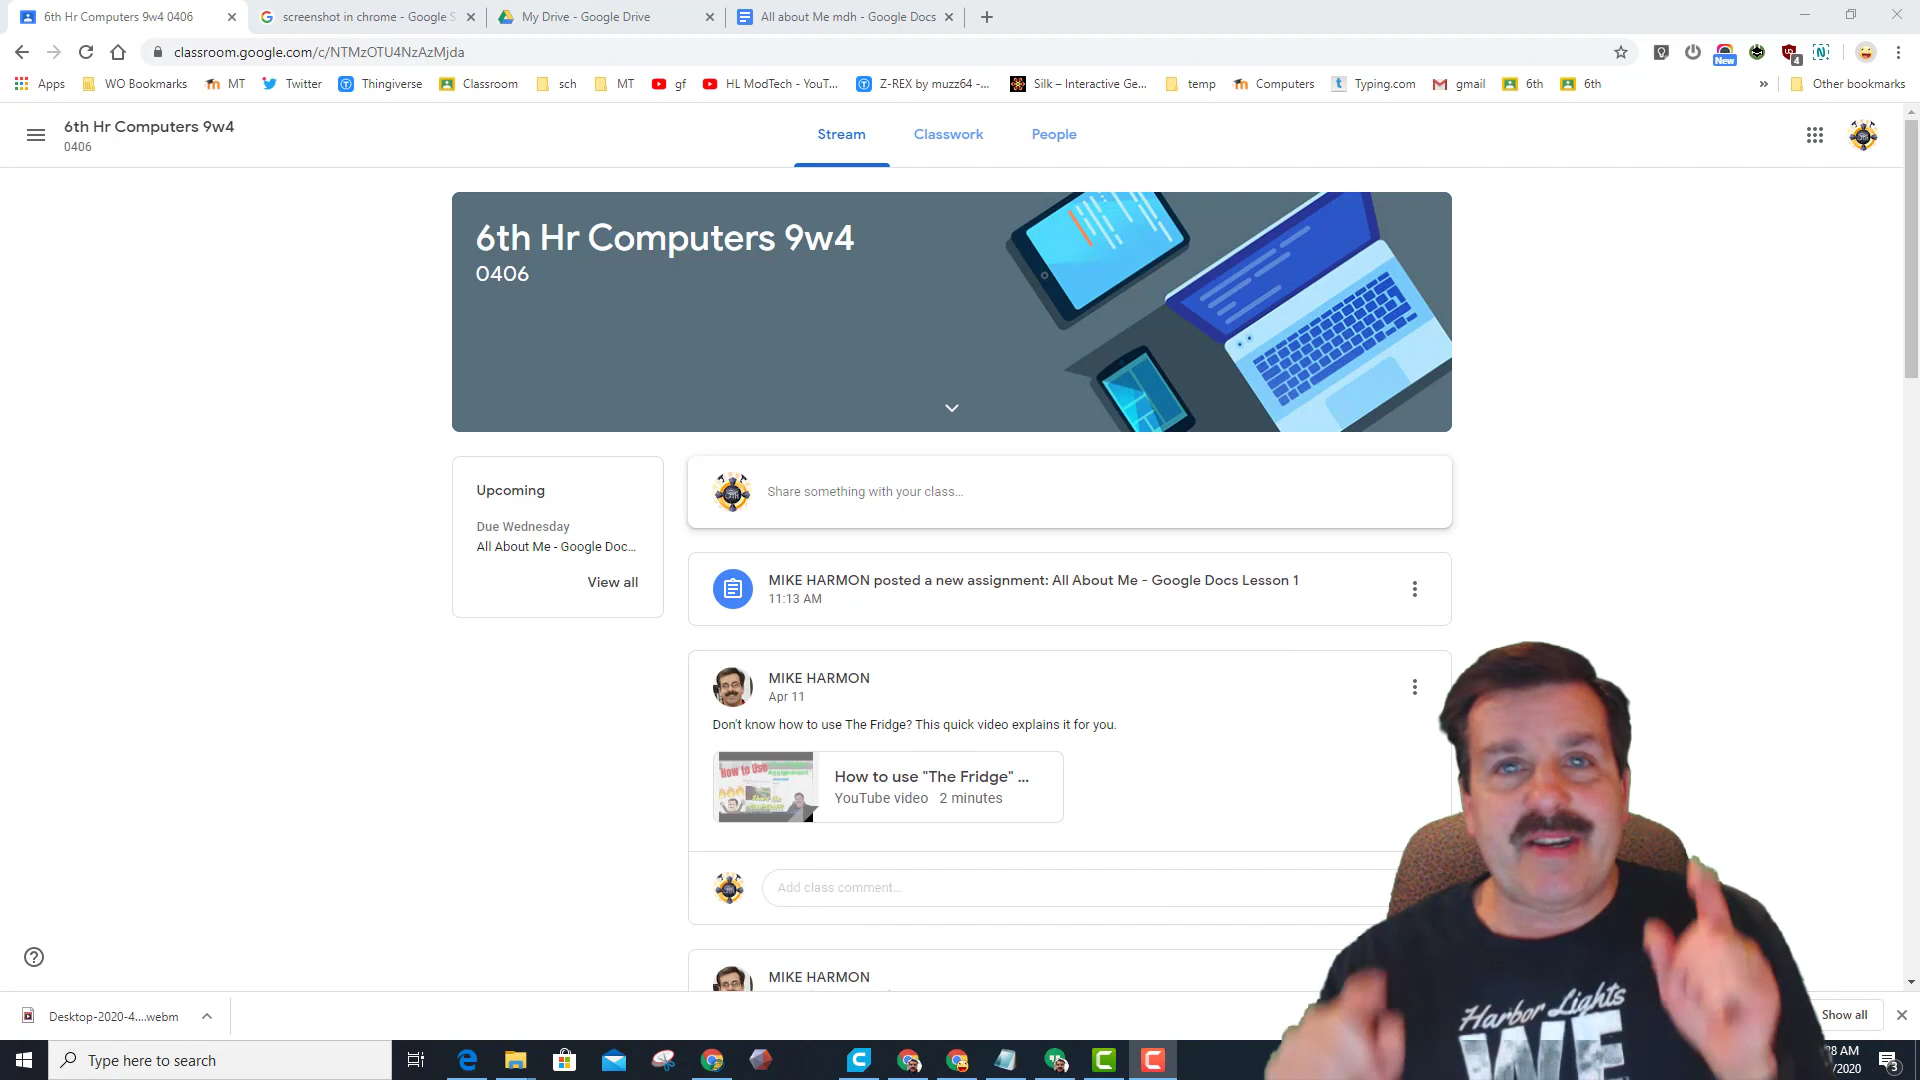 6th Hr Computers 9w4 0406
screenshot in chrome - Google S
My Drive - Google Drive
All about Me mdh - Google Docs
classroom.google.com/c/NTMzOTU4NzAzMjda
New
4
Apps
WO Bookmarks
MT
Twitter
Thingiverse
Classroom
sch
MT
gf
HL ModTech - YouT...
Z-REX by muzz64 -...
Silk – Interactive Ge...
temp
Computers
Typing.com
gmail
6th
6th
»
Other bookmarks
6th Hr Computers 9w4
0406
Stream
Classwork
People
6th Hr Computers 9w4
0406
Upcoming
Due Wednesday
All About Me - Google Doc...
View all
Share something with your class...
MIKE HARMON posted a new assignment: All About Me - Google Docs Lesson 1
11:13 AM
MIKE HARMON
Apr 11
Don't know how to use The Fridge? This quick video explains it for you.
How to use "The Fridge" ...
YouTube video 2 minutes
Add class comment...
MIKE HARMON
Harbor Lights
WE
Desktop-2020-4....webm
Show all
Type here to search
28 AM
/2020
3